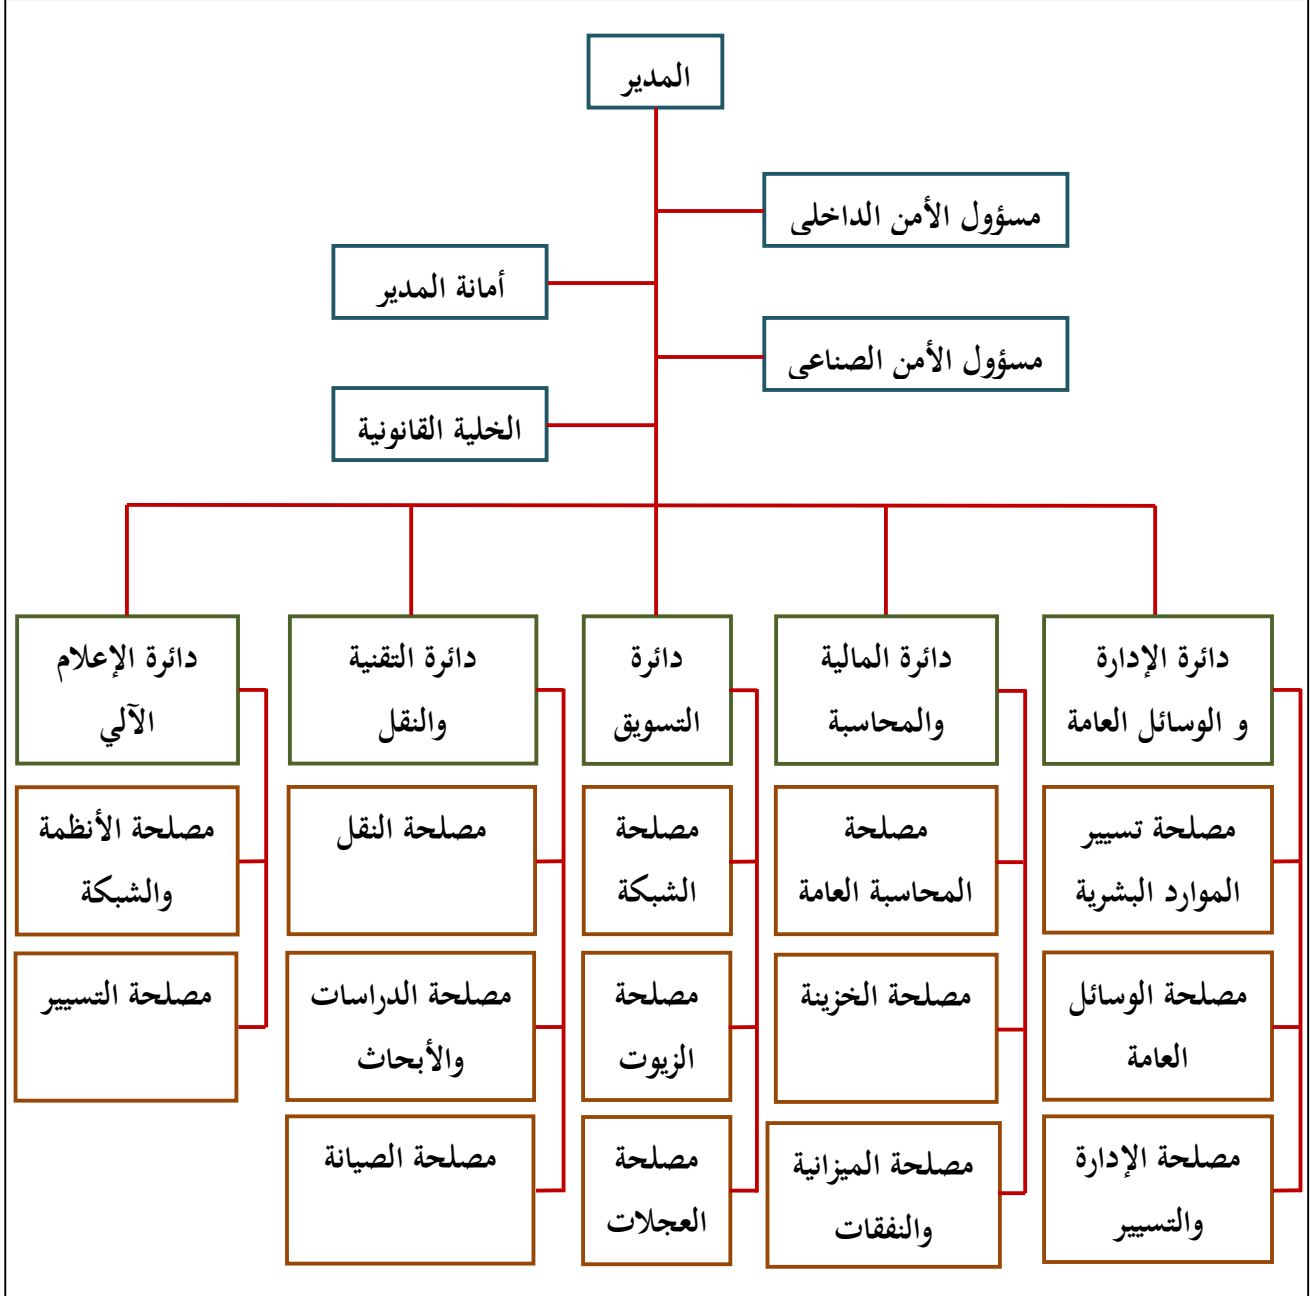 المدير
مسؤول الأمن الداخلى
أمانة المدير
مسؤول الأمن الصناعى
الخلية القانونية
دائرة الإدارة
و الوسائل العامة
دائرة المالية
والمحاسبة
دائرة
التسويق
دائرة التقنية
والنقل
دائرة الإعلام
الآلي
مصلحة تسيير
الموارد البشرية
مصلحة
المحاسبة العامة
مصلحة
الشبكة
مصلحة النقل
مصلحة الأنظمة
والشبكة
مصلحة الوسائل
العامة
مصلحة الخزينة
مصلحة
الزيوت
مصلحة الدراسات
والأبحاث
مصلحة التسيير
مصلحة الإدارة
والتسيير
مصلحة الميزانية
والنفقات
مصلحة
العجلات
مصلحة الصيانة